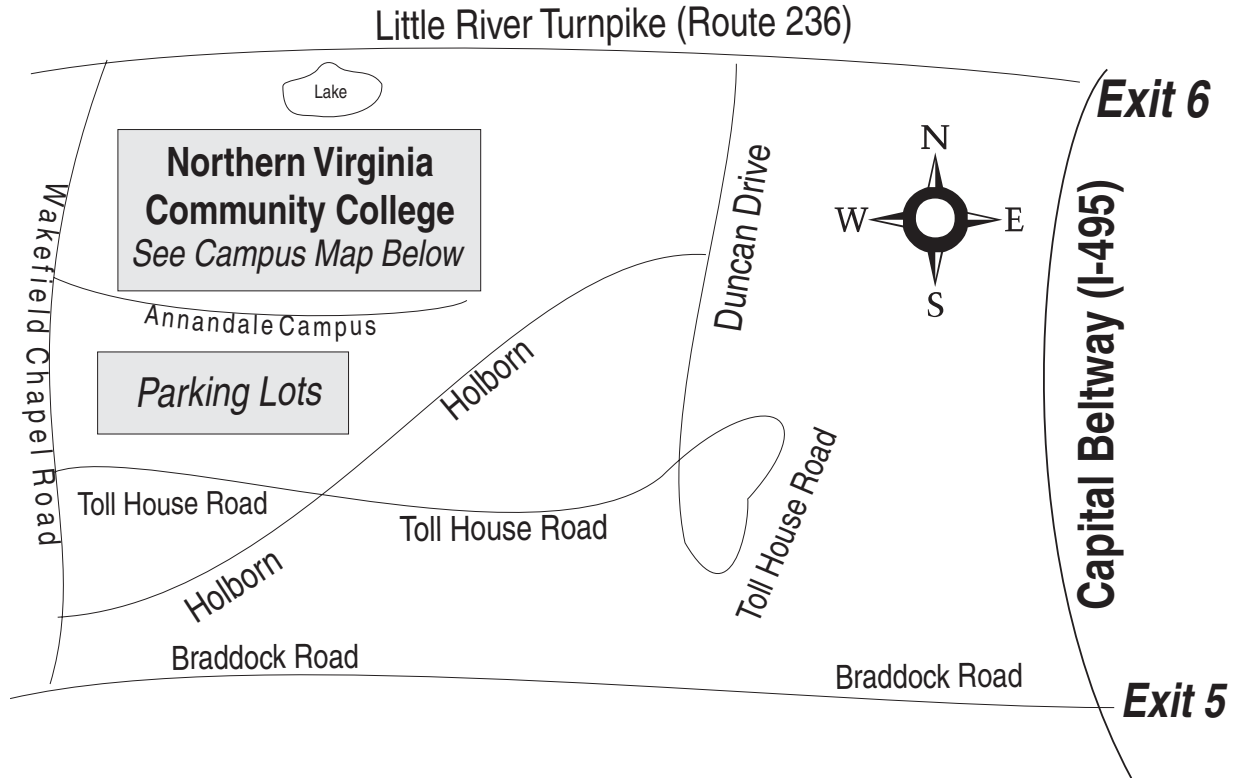 Little River Turnpike (Route 236)
Lake
Exit 6
Northern Virginia
Community College
See Campus Map Below
N
W
E
S
Duncan Drive
Wakefield Chapel Road
Capital Beltway (I-495)
Annandale Campus
Parking Lots
Holborn
Toll House Road
Toll House Road
Toll House Road
Holborn
Braddock Road
Braddock Road
Exit 5